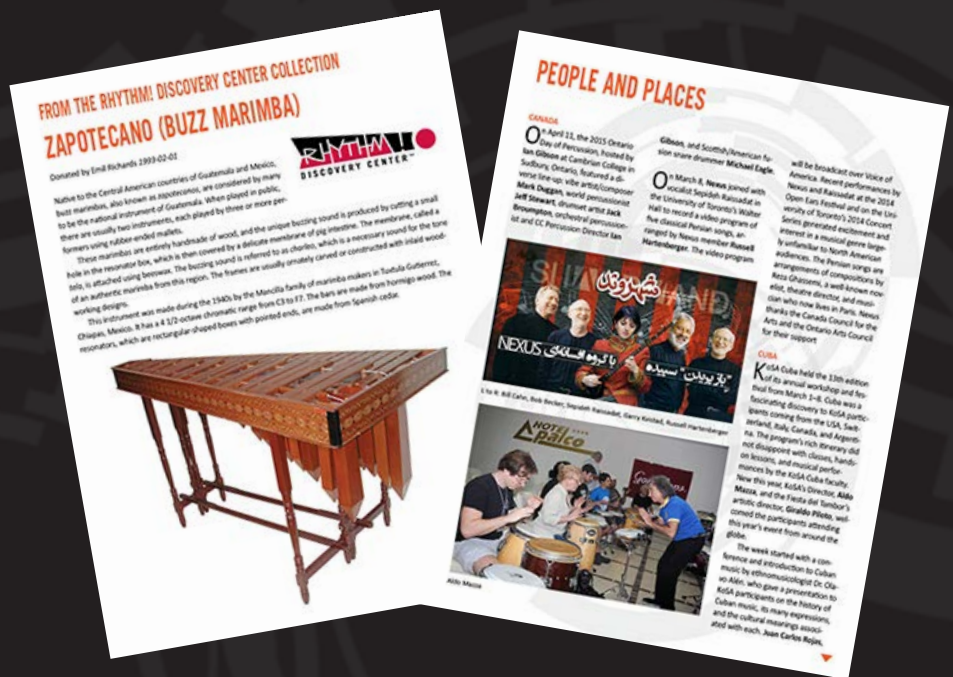 FROM THE RHYTHM! DISCOVERY CENTER COLLECTION
ZAPOTECANO (BUZZ MARIMBA)
RHYTHM
DISCOVERY CENTER™
Donated by Emil Richards 1993-02-01
Native to the Central American countries of Guatemala and Mexico,
buzz marimbas, also known as zapotecanos, are considered by many
to be the national instrument of Guatemala. When played in public,
there are usually two instruments, each played by three or more per-
formers using rubber-ended mallets.
These marimbas are entirely handmade of wood, and the unique buzzing sound is produced by cutting a small
hole in the resonator box, which is then covered by a delicate membrane of pig intestine. The membrane, called a
telo, is attached using beeswax. The buzzing sound is referred to as charleo, which is a necessary sound for the tone
of an authentic marimba from this region. The frames are usually ornately carved or constructed with inlaid wood-
working designs.
This instrument was made during the 1940s by the Mancilla family of marimba makers in Tuxtula Gutierrez,
Chiapas, Mexico. It has a 4 1/2-octave chromatic range from C3 to F7. The bars are made from hormigo wood. The
resonators, which are rectangular-shaped boxes with pointed ends, are made from Spanish cedar.
PEOPLE AND PLACES
CANADA
On April 11, the 2015 Ontario
Day of Percussion, hosted by
Ian Gibson at Cambrian College in
Sudbury, Ontario, featured a di-
verse line-up: vibe artist/composer
Mark Duggan, world percussionist
Jeff Stewart, drumset artist Jack
Broumpton, orchestral percussion-
ist and CC Percussion Director Ian
Gibson, and Scottish/American fu-
sion snare drummer Michael Eagle.
On March 8, Nexus joined with
vocalist Sepideh Raissadat in
the University of Toronto's Walter
Hall to record a video program of
five classical Persian songs, ar-
ranged by Nexus member Russell
Hartenberger. The video program
will be broadcast over Voice of
America. Recent performances by
Nexus and Raissadat at the 2014
Open Ears Festival and on the Uni-
versity of Toronto's 2014 Concert
Series generated excitement and
interest in a musical genre large-
ly unfamiliar to North American
audiences. The Persian songs are
arrangements of compositions by
Reza Ghassemi, a well-known nov-
elist, theatre director, and musi-
cian who now lives in Paris. Nexus
thanks the Canada Council for the
Arts and the Ontario Arts Council
for their support
شهروند
"باز پریدن" سپیده
با گروه افسانه‌ای NEXUS
L to R: Bill Cahn, Bob Becker, Sepideh Raissadat, Garry Kvistad, Russell Hartenberger
HOTEL
Palco
Aldo Mazza
CUBA
KoSA Cuba held the 13th edition
of its annual workshop and fes-
tival from March 1–8. Cuba was a
fascinating discovery to KoSA partic-
ipants coming from the USA, Swit-
zerland, Italy, Canada, and Argenti-
na. The program's rich itinerary did
not disappoint with classes, hands-
on lessons, and musical perfor-
mances by the KoSA Cuba faculty.
New this year, KoSA's Director, Aldo
Mazza, and the Fiesta del Tambor's
artistic director, Giraldo Piloto, wel-
comed the participants attending
this year's event from around the
globe.
The week started with a con-
ference and introduction to Cuban
music by ethnomusicologist Dr. Ola-
vo Alén, who gave a presentation to
KoSA participants on the history of
Cuban music, its many expressions,
and the cultural meanings associ-
ated with each. Juan Carlos Rojas,